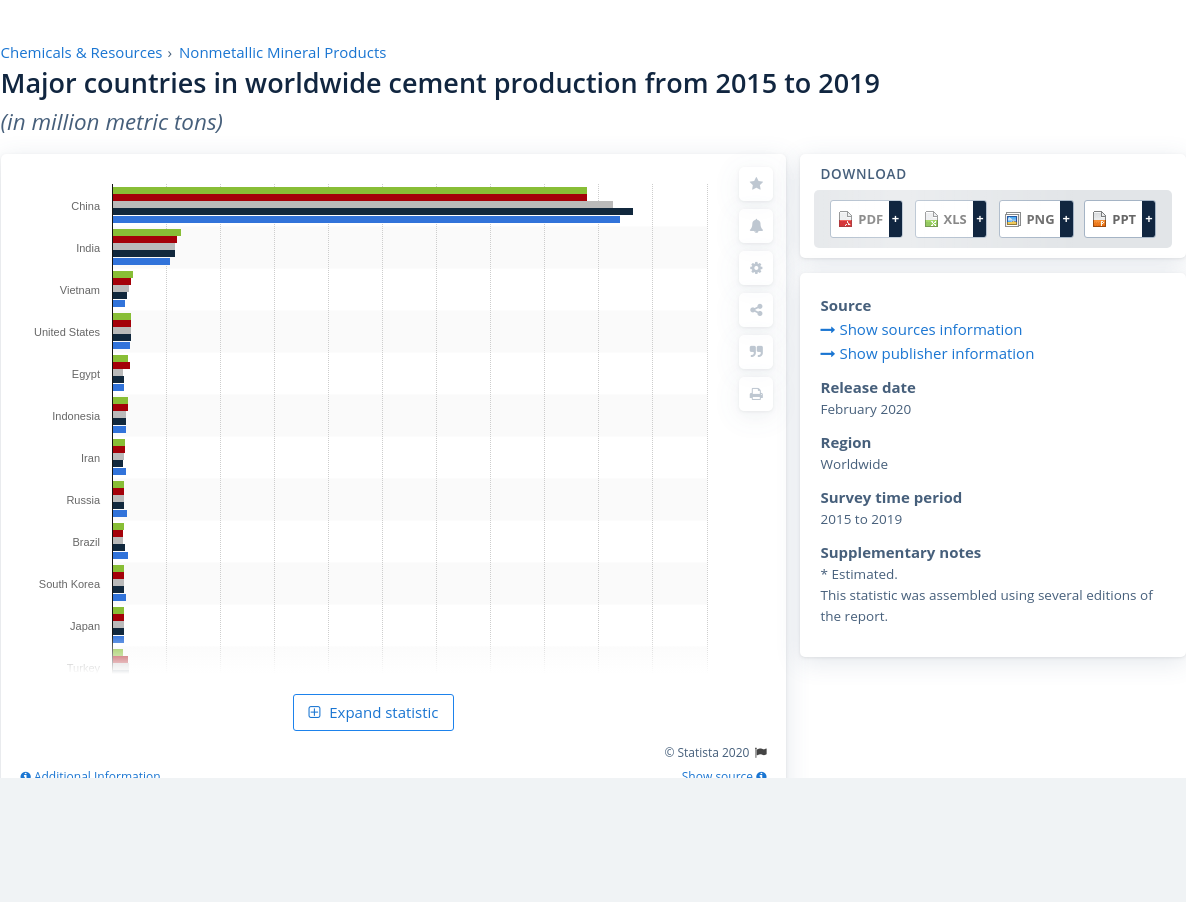 Chemicals & Resources › Nonmetallic Mineral Products
Major countries in worldwide cement production from 2015 to 2019
(in million metric tons)
China
India
Vietnam
United States
Egypt
Indonesia
Iran
Russia
Brazil
South Korea
Japan
Turkey
Expand statistic
© Statista 2020
Additional Information
Show source
DOWNLOAD
PDF +
XLS +
PNG +
PPT +
Source
Show sources information
Show publisher information
Release date
February 2020
Region
Worldwide
Survey time period
2015 to 2019
Supplementary notes
* Estimated.
This statistic was assembled using several editions of
the report.